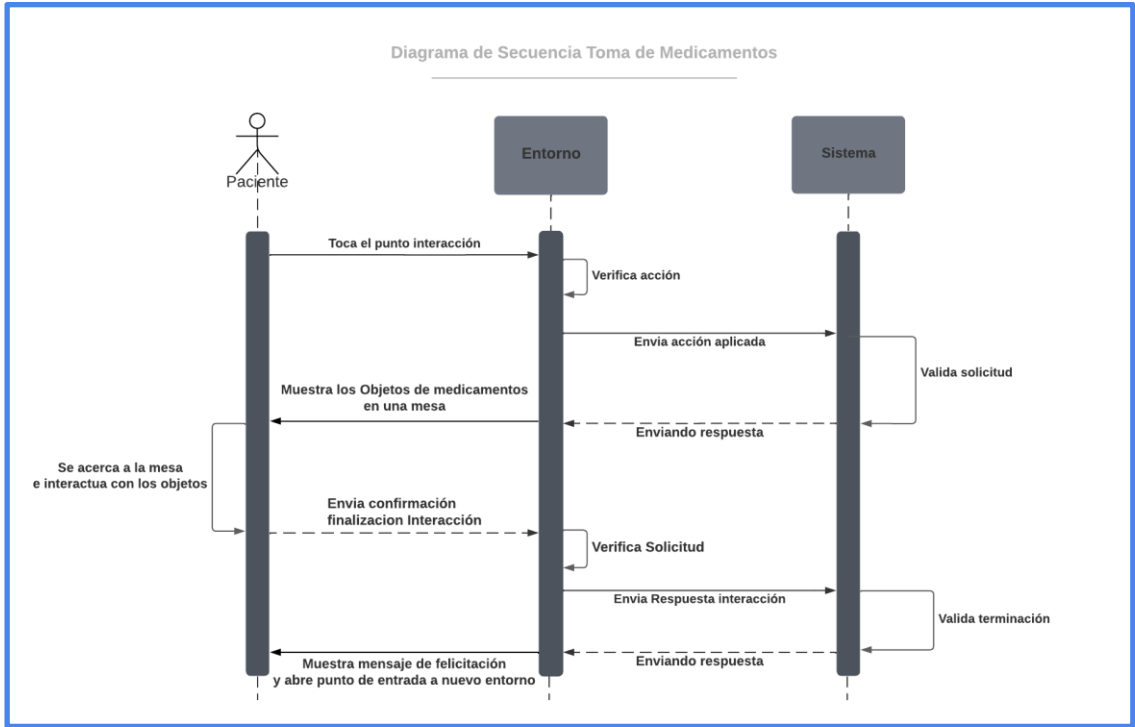 Diagrama de Secuencia Toma de Medicamentos
Paciente
Entorno
Sistema
Toca el punto interacción
Verifica acción
Envia acción aplicada
Valida solicitud
Muestra los Objetos de medicamentos
en una mesa
Enviando respuesta
Se acerca a la mesa
e interactua con los objetos
Envia confirmación
finalizacion Interacción
Verifica Solicitud
Envia Respuesta interacción
Valida terminación
Enviando respuesta
Muestra mensaje de felicitación
y abre punto de entrada a nuevo entorno